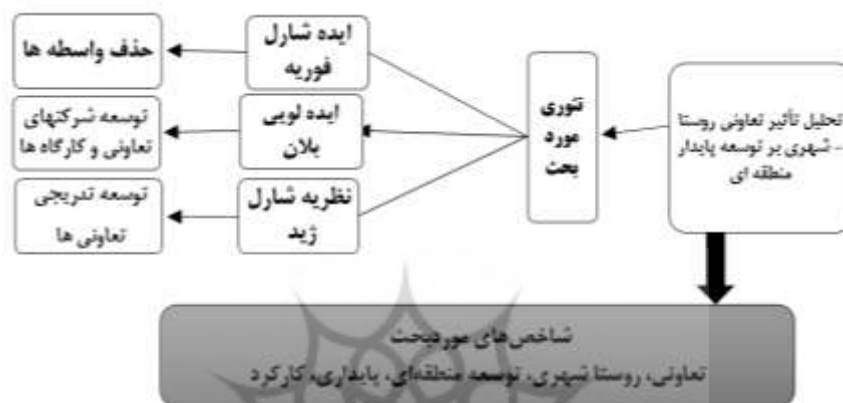 تحلیل تأثیر تعاونی روستا
- شهری بر توسعه پایدار
منطقه ای
تئوری
مورد
بحث
ایده شارل
فوریه
حذف واسطه ها
ایده لویی
بلان
توسعه شرکتهای
تعاونی و کارگاه ها
نظریه شارل
ژید
توسعه تدریجی
تعاونی ها
شاخص‌های موردبحث
تعاونی، روستا شهری، توسعه منطقه‌ای، پایداری، کارکرد